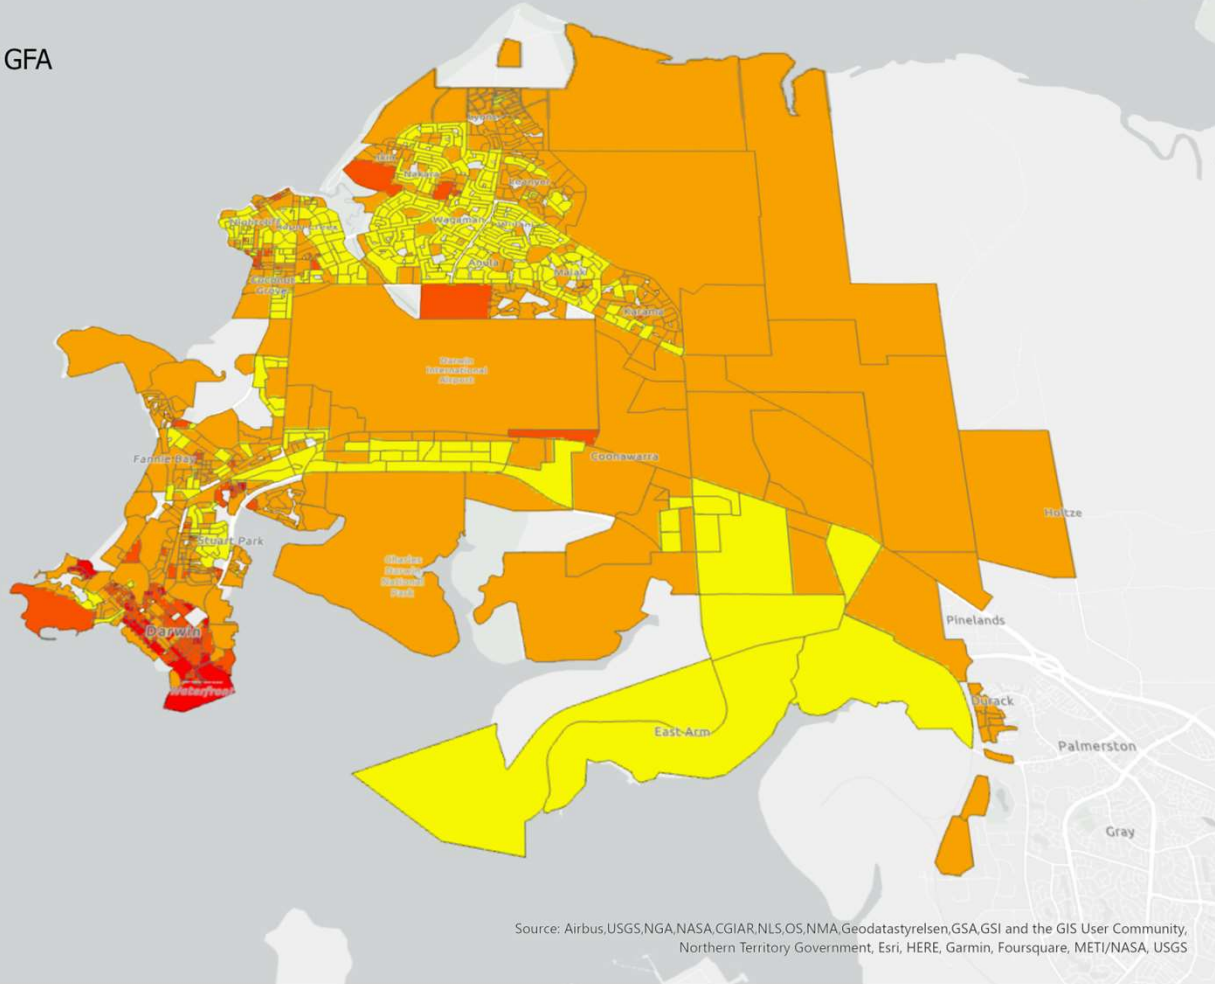 GFA
Nakara
Wagaman
Anula
Malak
Karama
Coconut
Grove
Darwin
International
Airport
Fannie Bay
Coonawarra
Holtze
Stuart Park
Charles
Darwin
National
Park
Pinelands
Darwin
Waterfront
Durack
East Arm
Palmerston
Gray
Source: Airbus,USGS,NGA,NASA,CGIAR,NLS,OS,NMA,Geodatastyrelsen,GSA,GSI and the GIS User Community,
Northern Territory Government, Esri, HERE, Garmin, Foursquare, METI/NASA, USGS